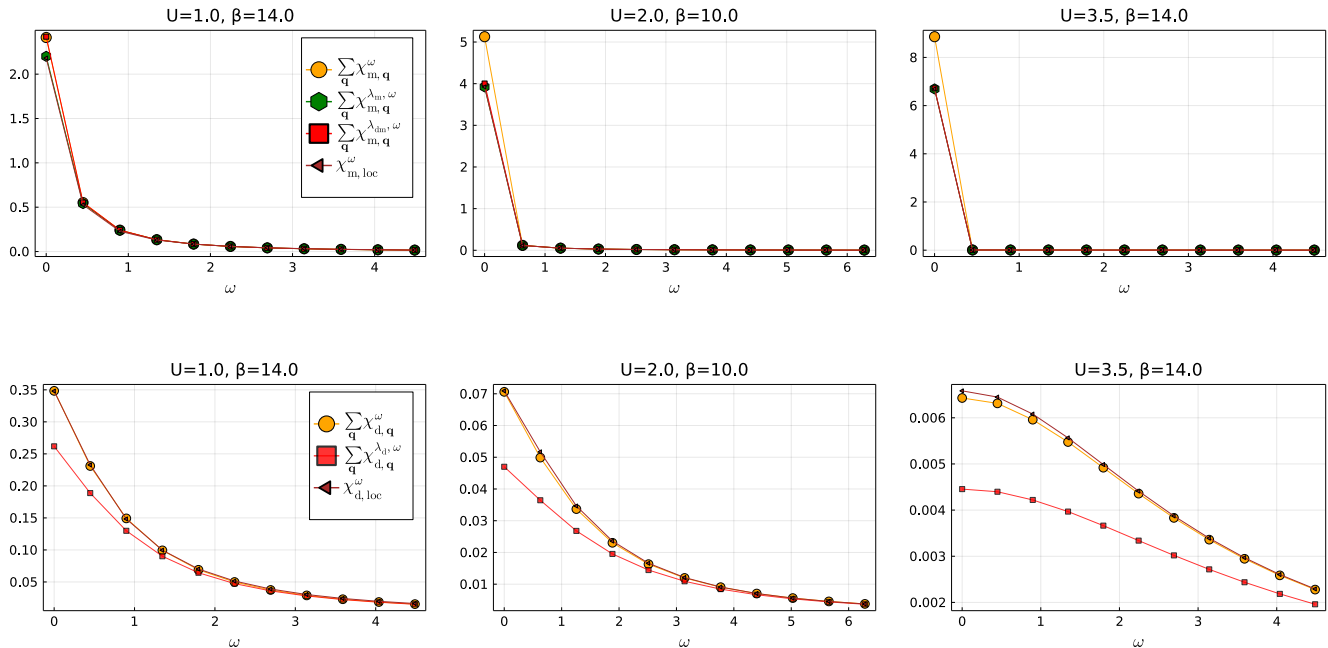 U=1.0, β=14.0
2.0
1.5
1.0
0.5
0.0
0 1 2 3 4
ω
∑_q χ^ω_{m, q}
∑_q χ^{λ_m, ω}_{m, q}
∑_q χ^{λ_dm, ω}_{m, q}
χ^ω_{m, loc}
U=2.0, β=10.0
5
4
3
2
1
0
0 1 2 3 4 5 6
ω
U=3.5, β=14.0
8
6
4
2
0
0 1 2 3 4
ω
U=1.0, β=14.0
0.35
0.30
0.25
0.20
0.15
0.10
0.05
0 1 2 3 4
ω
∑_q χ^ω_{d, q}
∑_q χ^{λ_d, ω}_{d, q}
χ^ω_{d, loc}
U=2.0, β=10.0
0.07
0.06
0.05
0.04
0.03
0.02
0.01
0 1 2 3 4 5 6
ω
U=3.5, β=14.0
0.006
0.005
0.004
0.003
0.002
0 1 2 3 4
ω